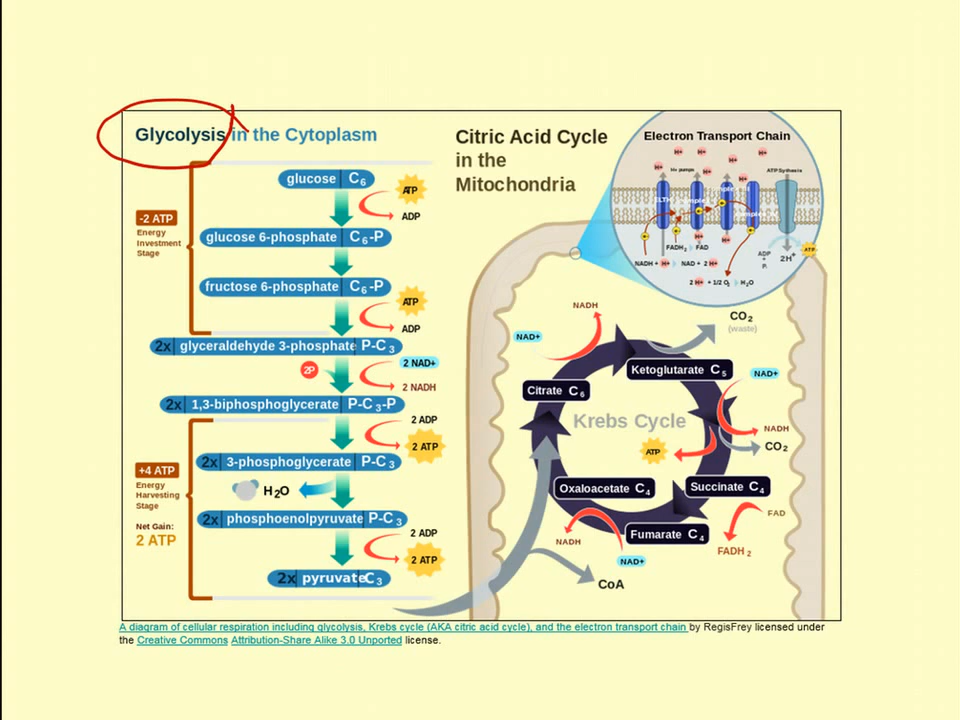 Glycolysis in the Cytoplasm
glucose C6
ATP
ADP
-2 ATP
Energy
Investment
Stage
glucose 6-phosphate C6-P
fructose 6-phosphate C6-P
ATP
ADP
2x glyceraldehyde 3-phosphate P-C3
2P
2 NAD+
2 NADH
2x 1,3-biphosphoglycerate P-C3-P
2 ADP
2 ATP
2x 3-phosphoglycerate P-C3
+4 ATP
Energy
Harvesting
Stage
H2O
Net Gain:
2 ATP
2x phosphoenolpyruvate P-C3
2 ADP
2 ATP
2x pyruvate C3
Citric Acid Cycle
in the
Mitochondria
Electron Transport Chain
H+ H+ H+ H+
H+ H+ H+
H+ pumps
ATP Sythesis
H+ H+
FADH2 FAD
NADH + H+ NAD + 2 H+
ADP
+
Pi
2H+
ATP
2 H+ + 1/2 O2 H2O
NADH
NAD+
CO2
(waste)
Ketoglutarate C5
NAD+
Citrate C6
Krebs Cycle
NADH
CO2
ATP
Oxaloacetate C4
Succinate C4
FAD
Fumarate C4
NADH
FADH2
NAD+
CoA
A diagram of cellular respiration including glycolysis, Krebs cycle (AKA citric acid cycle), and the electron transport chain by RegisFrey licensed under
the Creative Commons Attribution-Share Alike 3.0 Unported license.